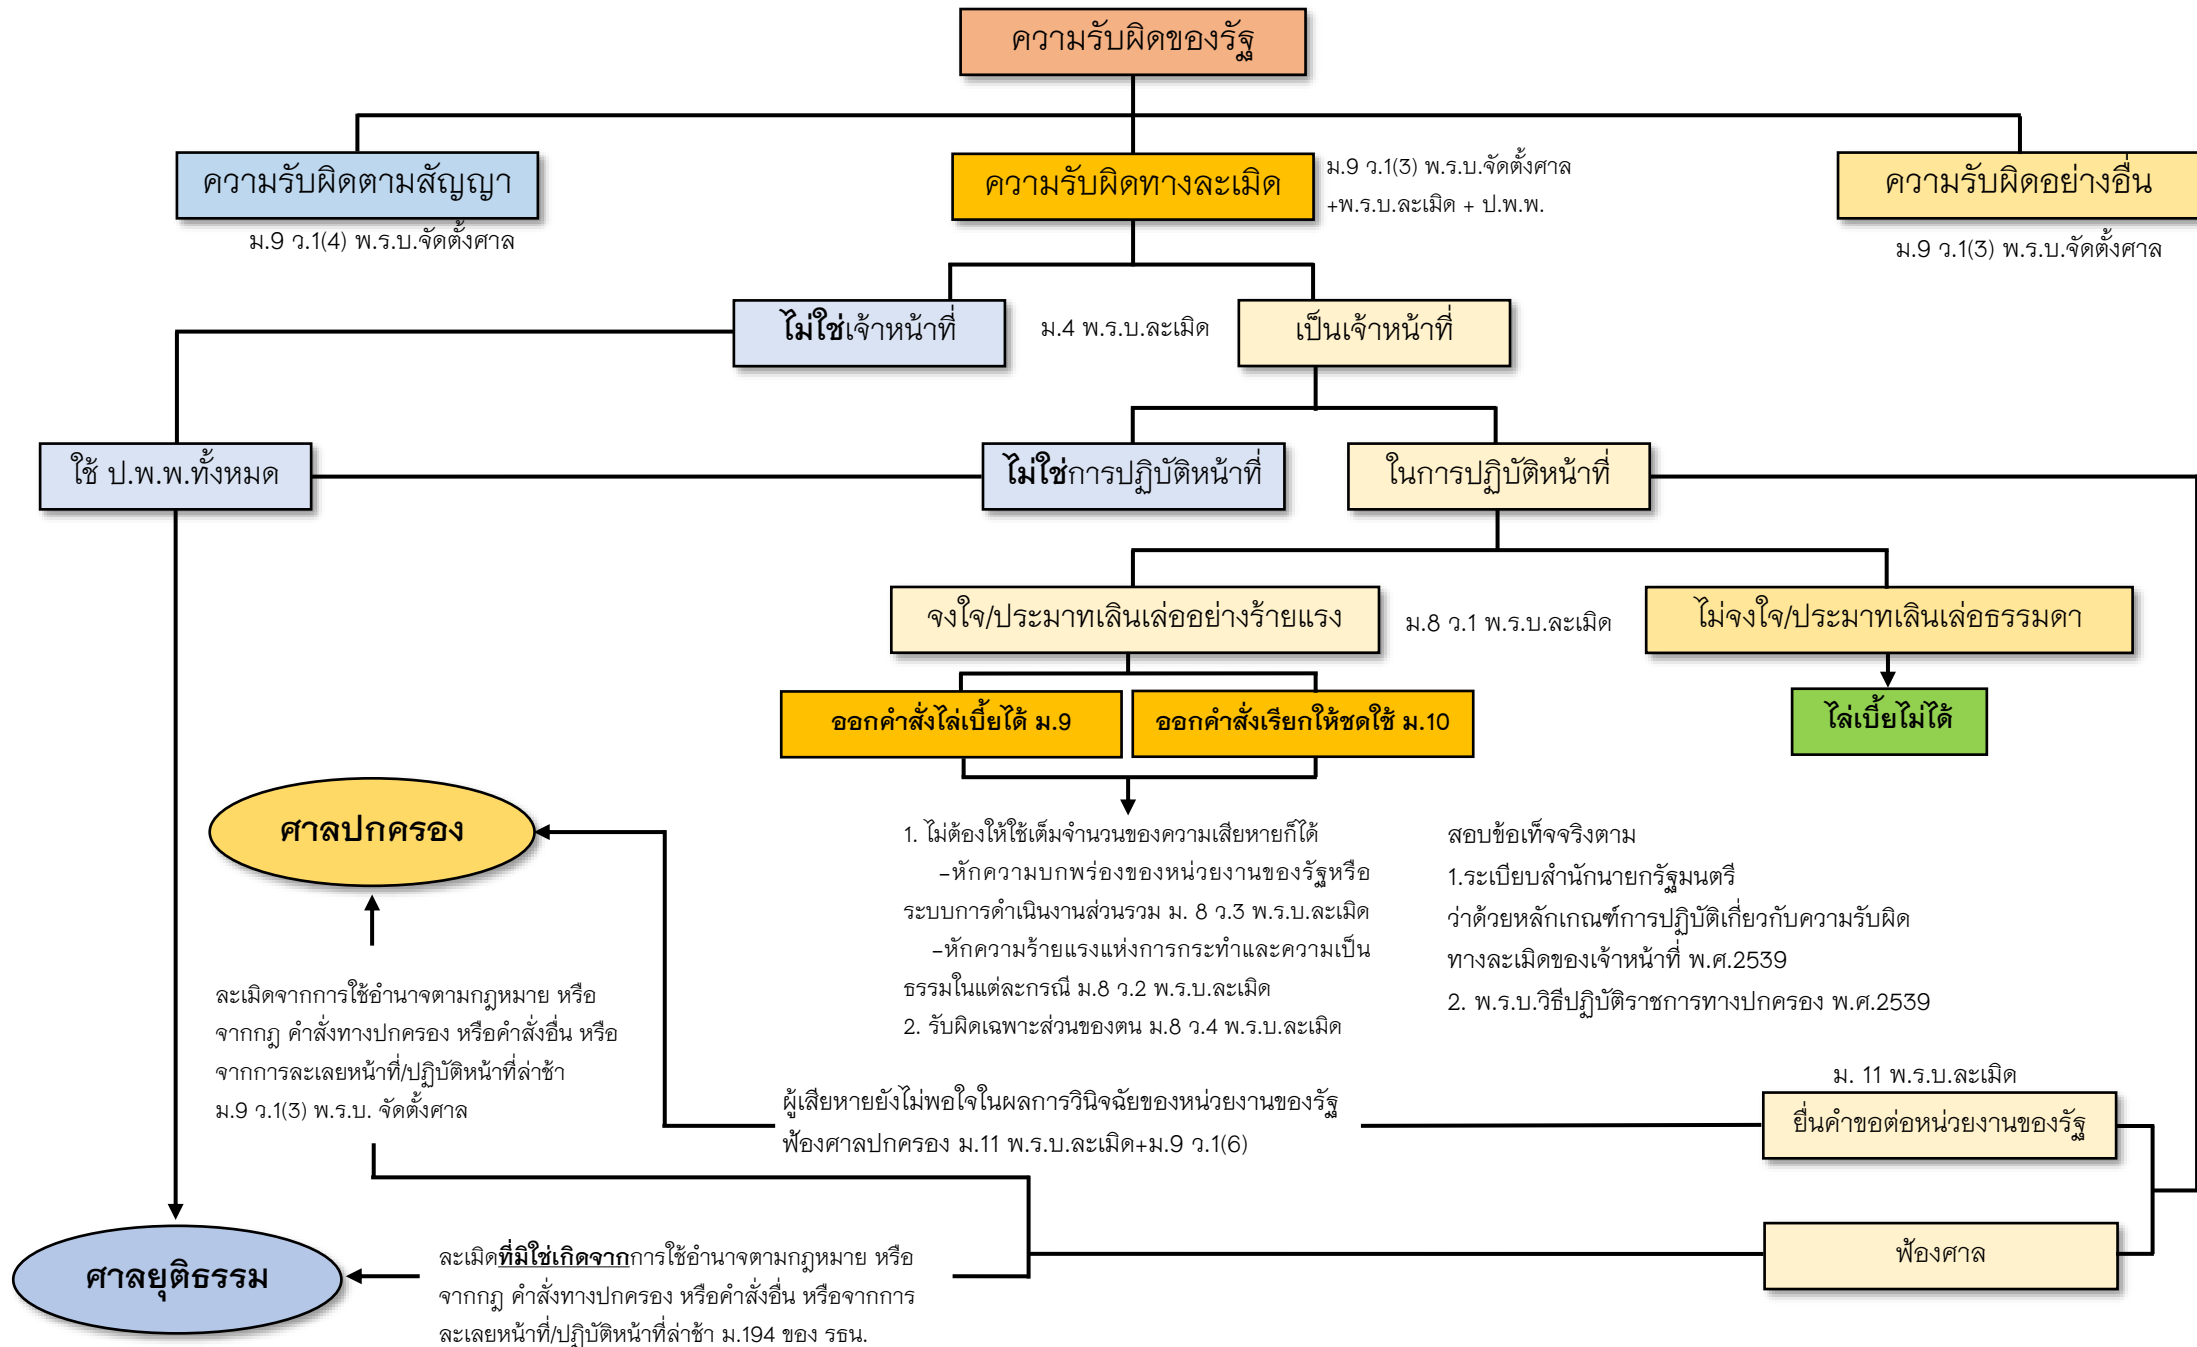 ความรับผิดของรัฐ
ความรับผิดตามสัญญา
ม.9 ว.1(4) พ.ร.บ.จัดตั้งศาล
ความรับผิดทางละเมิด
ม.9 ว.1(3) พ.ร.บ.จัดตั้งศาล
+พ.ร.บ.ละเมิด + ป.พ.พ.
ความรับผิดอย่างอื่น
ม.9 ว.1(3) พ.ร.บ.จัดตั้งศาล
ไม่ใช่เจ้าหน้าที่
ม.4 พ.ร.บ.ละเมิด
เป็นเจ้าหน้าที่
ใช้ ป.พ.พ.ทั้งหมด
ไม่ใช่การปฏิบัติหน้าที่
ในการปฏิบัติหน้าที่
จงใจ/ประมาทเลินเล่ออย่างร้ายแรง
ม.8 ว.1 พ.ร.บ.ละเมิด
ไม่จงใจ/ประมาทเลินเล่อธรรมดา
ออกคำสั่งไล่เบี้ยได้ ม.9
ออกคำสั่งเรียกให้ชดใช้ ม.10
ไล่เบี้ยไม่ได้
ศาลปกครอง
1. ไม่ต้องให้ใช้เต็มจำนวนของความเสียหายก็ได้
-หักความบกพร่องของหน่วยงานของรัฐหรือ
ระบบการดำเนินงานส่วนรวม ม. 8 ว.3 พ.ร.บ.ละเมิด
-หักความร้ายแรงแห่งการกระทำและความเป็น
ธรรมในแต่ละกรณี ม.8 ว.2 พ.ร.บ.ละเมิด
2. รับผิดเฉพาะส่วนของตน ม.8 ว.4 พ.ร.บ.ละเมิด
สอบข้อเท็จจริงตาม
1.ระเบียบสำนักนายกรัฐมนตรี
ว่าด้วยหลักเกณฑ์การปฏิบัติเกี่ยวกับความรับผิด
ทางละเมิดของเจ้าหน้าที่ พ.ศ.2539
2. พ.ร.บ.วิธีปฏิบัติราชการทางปกครอง พ.ศ.2539
ละเมิดจากการใช้อำนาจตามกฎหมาย หรือ
จากกฎ คำสั่งทางปกครอง หรือคำสั่งอื่น หรือ
จากการละเลยหน้าที่/ปฏิบัติหน้าที่ล่าช้า
ม.9 ว.1(3) พ.ร.บ. จัดตั้งศาล
ผู้เสียหายยังไม่พอใจในผลการวินิจฉัยของหน่วยงานของรัฐ
ฟ้องศาลปกครอง ม.11 พ.ร.บ.ละเมิด+ม.9 ว.1(6)
ม. 11 พ.ร.บ.ละเมิด
ยื่นคำขอต่อหน่วยงานของรัฐ
ฟ้องศาล
ศาลยุติธรรม
ละเมิดที่มิใช่เกิดจากการใช้อำนาจตามกฎหมาย หรือ
จากกฎ คำสั่งทางปกครอง หรือคำสั่งอื่น หรือจากการ
ละเลยหน้าที่/ปฏิบัติหน้าที่ล่าช้า ม.194 ของ รธน.